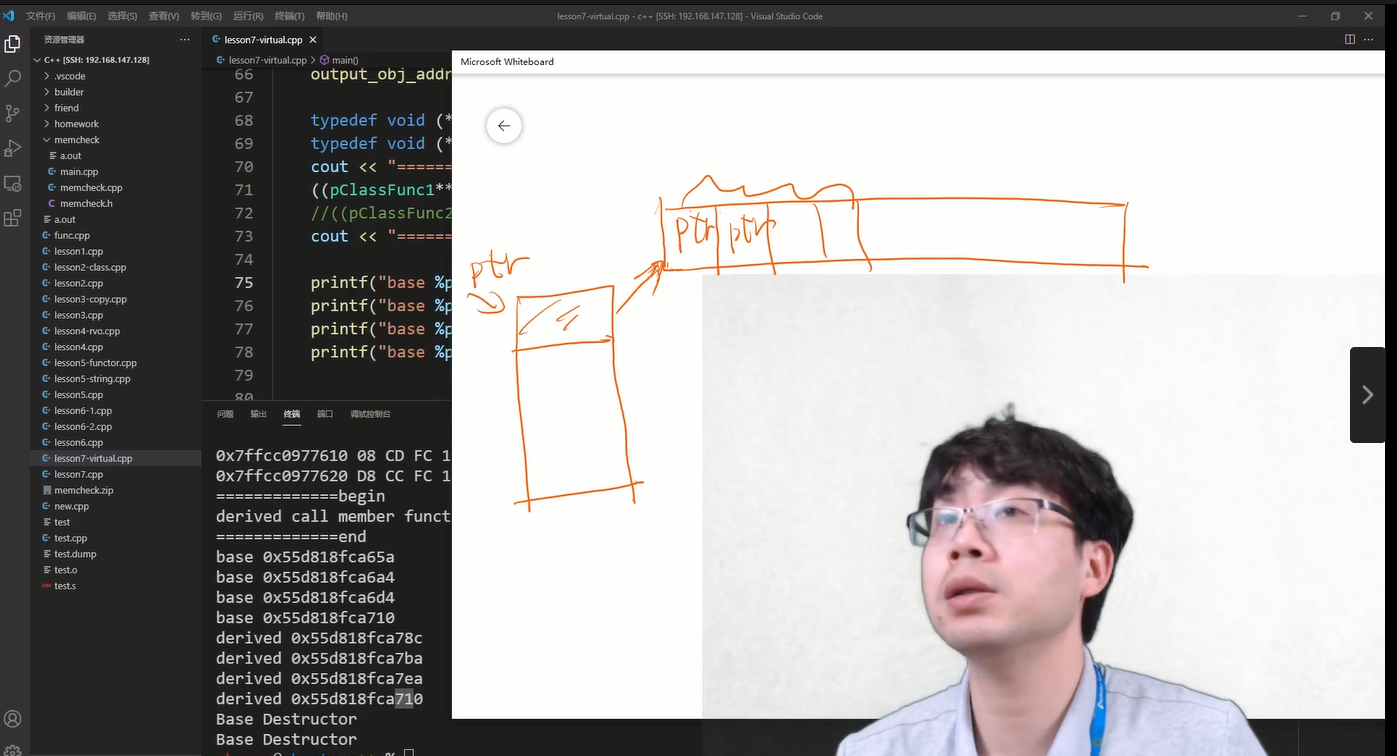 文件(F) 编辑(E) 选择(S) 查看(V) 转到(G) 运行(R) 终端(T) 帮助(H)
lesson7-virtual.cpp - c++ [SSH: 192.168.147.128] - Visual Studio Code
资源管理器 ...
C++ [SSH: 192.168.147.128]
.vscode
builder
friend
homework
memcheck
a.out
main.cpp
memcheck.cpp
memcheck.h
a.out
func.cpp
lesson1.cpp
lesson2-class.cpp
lesson2.cpp
lesson3-copy.cpp
lesson3.cpp
lesson4-rvo.cpp
lesson4.cpp
lesson5-functor.cpp
lesson5-string.cpp
lesson5.cpp
lesson6-1.cpp
lesson6-2.cpp
lesson6.cpp
lesson7-virtual.cpp
lesson7.cpp
memcheck.zip
new.cpp
test
test.cpp
test.dump
test.o
test.s
lesson7-virtual.cpp
lesson7-virtual.cpp > main()
66 output_obj_addr
67
68 typedef void (*
69 typedef void (*
70 cout << "======
71 ((pClassFunc1**
72 //((pClassFunc2
73 cout << "======
74
75 printf("base %p
76 printf("base %p
77 printf("base %p
78 printf("base %p
79
80
问题 输出 终端 端口 调试控制台
0x7ffcc0977610 08 CD FC 1
0x7ffcc0977620 D8 CC FC 1
=============begin
derived call member funct
=============end
base 0x55d818fca65a
base 0x55d818fca6a4
base 0x55d818fca6d4
base 0x55d818fca710
derived 0x55d818fca78c
derived 0x55d818fca7ba
derived 0x55d818fca7ea
derived 0x55d818fca710
Base Destructor
Base Destructor
Microsoft Whiteboard
ptr ptr
ptr